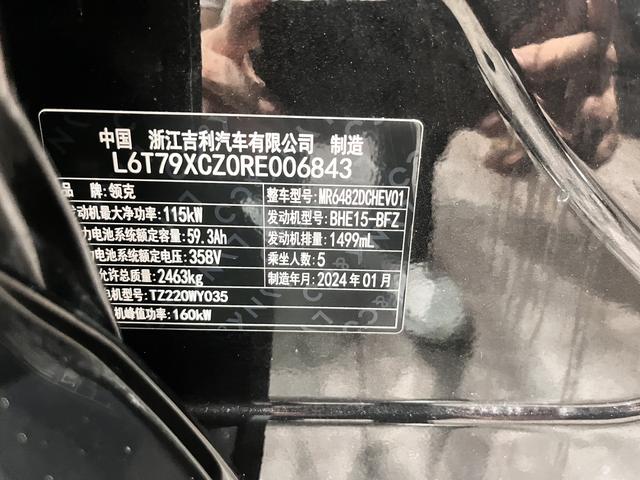 中国 浙江吉利汽车有限公司 制造
L6T79XCZ0RE006843
品 牌:领克 整车型号:MR6482DCHEV01
发动机最大净功率:115kW 发动机型号:BHE15-BFZ
力电池系统额定容量:59.3Ah 发动机排量:1499mL
力电池系统额定电压:358V 乘坐人数:5
允许总质量:2463kg 制造年月:2024年01月
电机型号:TZ220WY035
机峰值功率:160kW